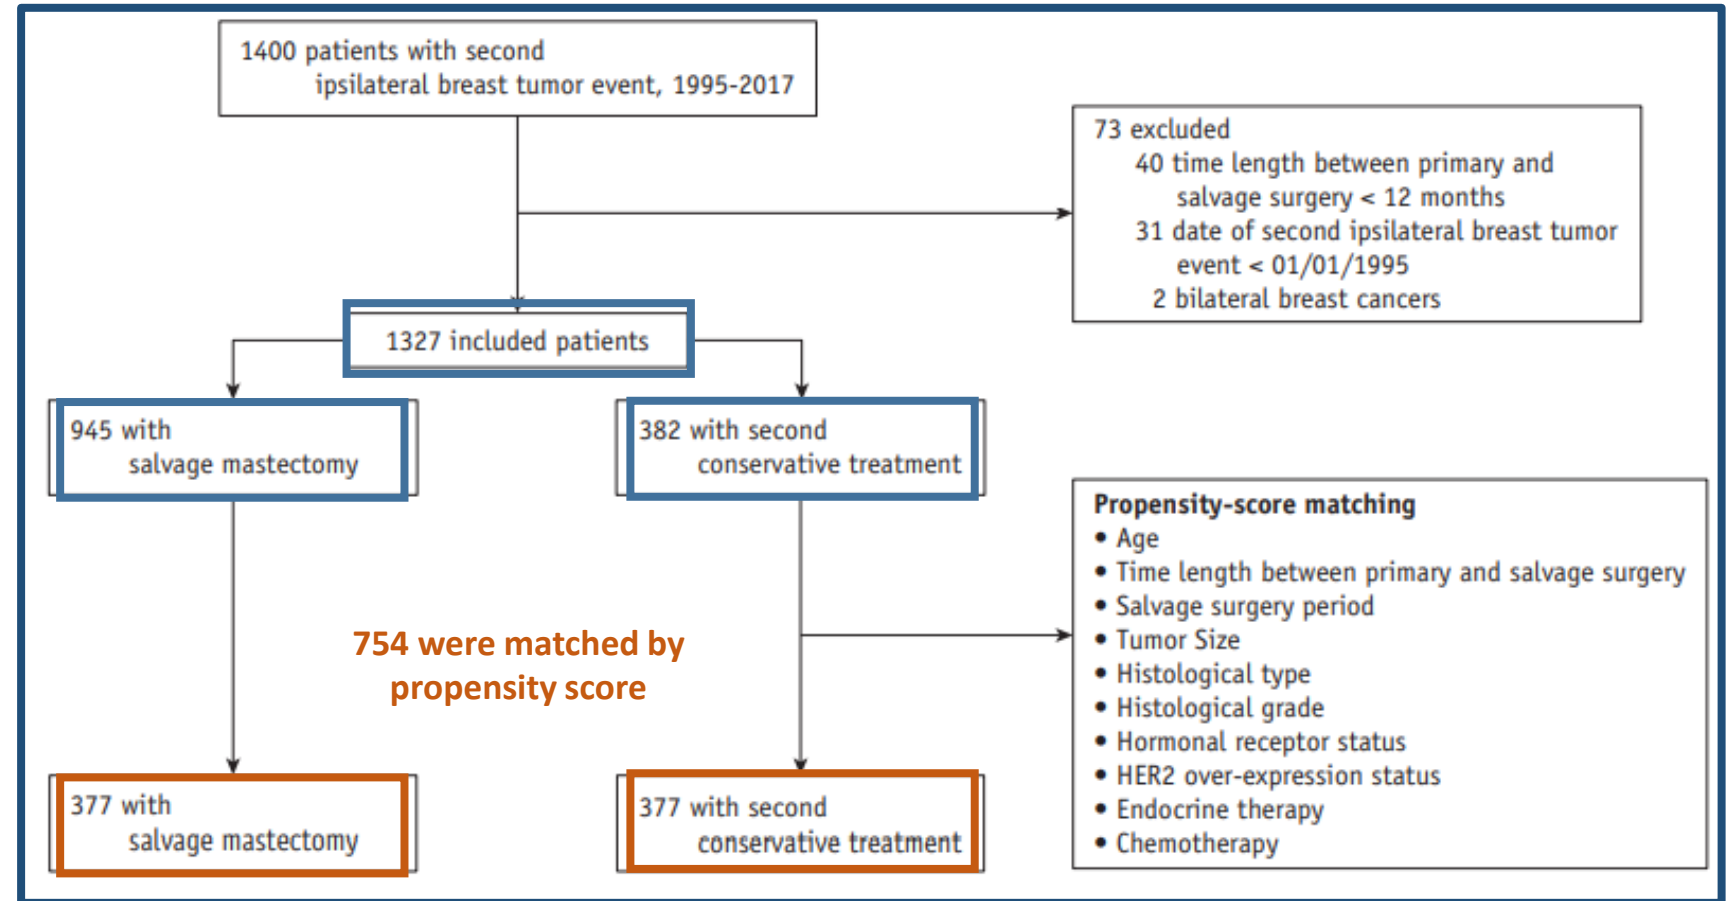 1400 patients with second
ipsilateral breast tumor event, 1995-2017
73 excluded
40 time length between primary and
salvage surgery < 12 months
31 date of second ipsilateral breast tumor
event < 01/01/1995
2 bilateral breast cancers
1327 included patients
945 with
salvage mastectomy
382 with second
conservative treatment
Propensity-score matching
• Age
• Time length between primary and salvage surgery
• Salvage surgery period
• Tumor Size
• Histological type
• Histological grade
• Hormonal receptor status
• HER2 over-expression status
• Endocrine therapy
• Chemotherapy
754 were matched by
propensity score
377 with
salvage mastectomy
377 with second
conservative treatment